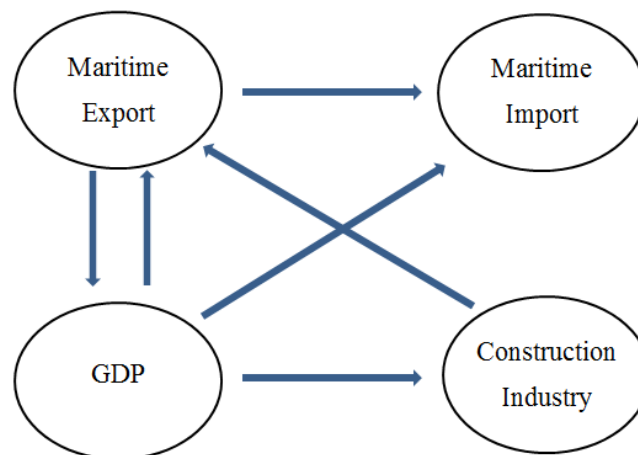 Maritime
Export
Maritime
Import
GDP
Construction
Industry